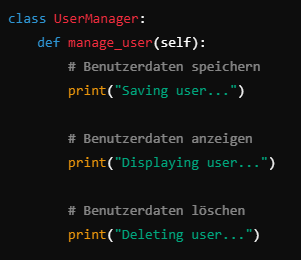 class UserManager:
    def manage_user(self):
        # Benutzerdaten speichern
        print("Saving user...")
        # Benutzerdaten anzeigen
        print("Displaying user...")
        # Benutzerdaten löschen
        print("Deleting user...")